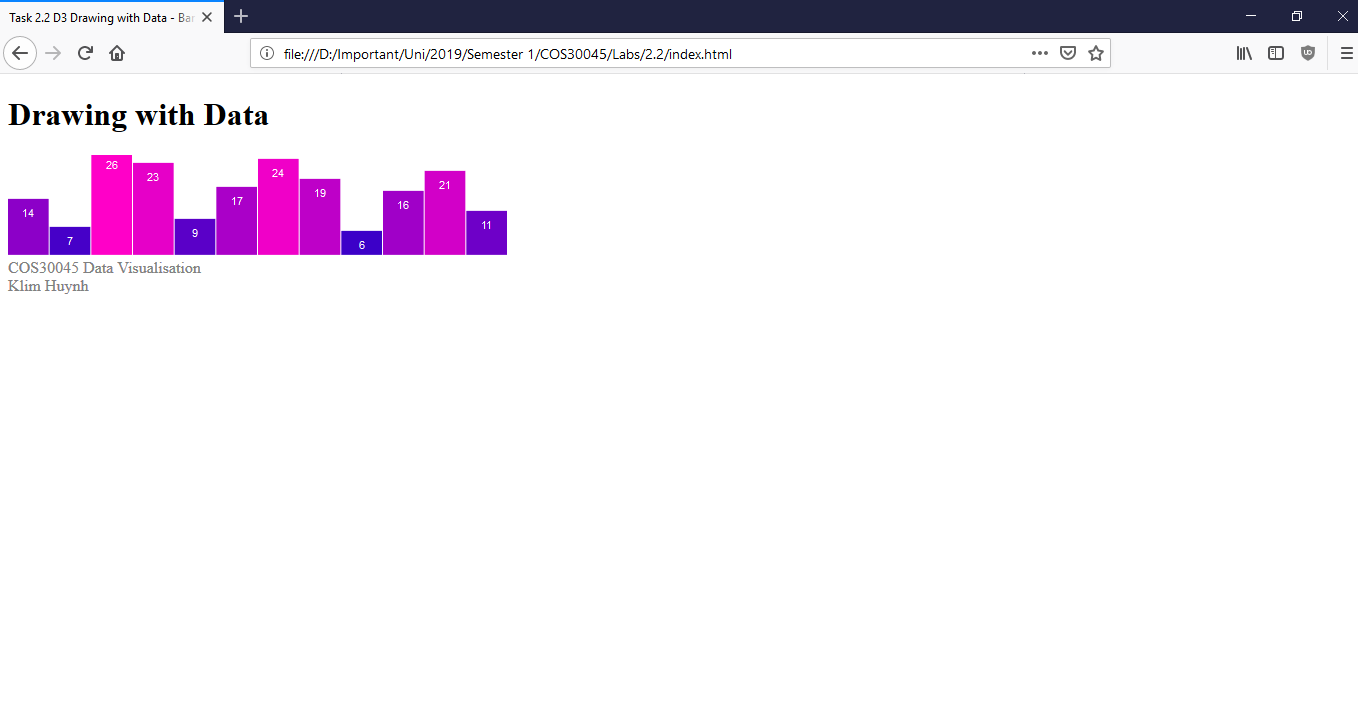 Task 2.2 D3 Drawing with Data - Bar
file:///D:/Important/Uni/2019/Semester 1/COS30045/Labs/2.2/index.html
Drawing with Data
14 7 26 23 9 17 24 19 6 16 21 11
COS30045 Data Visualisation
Klim Huynh